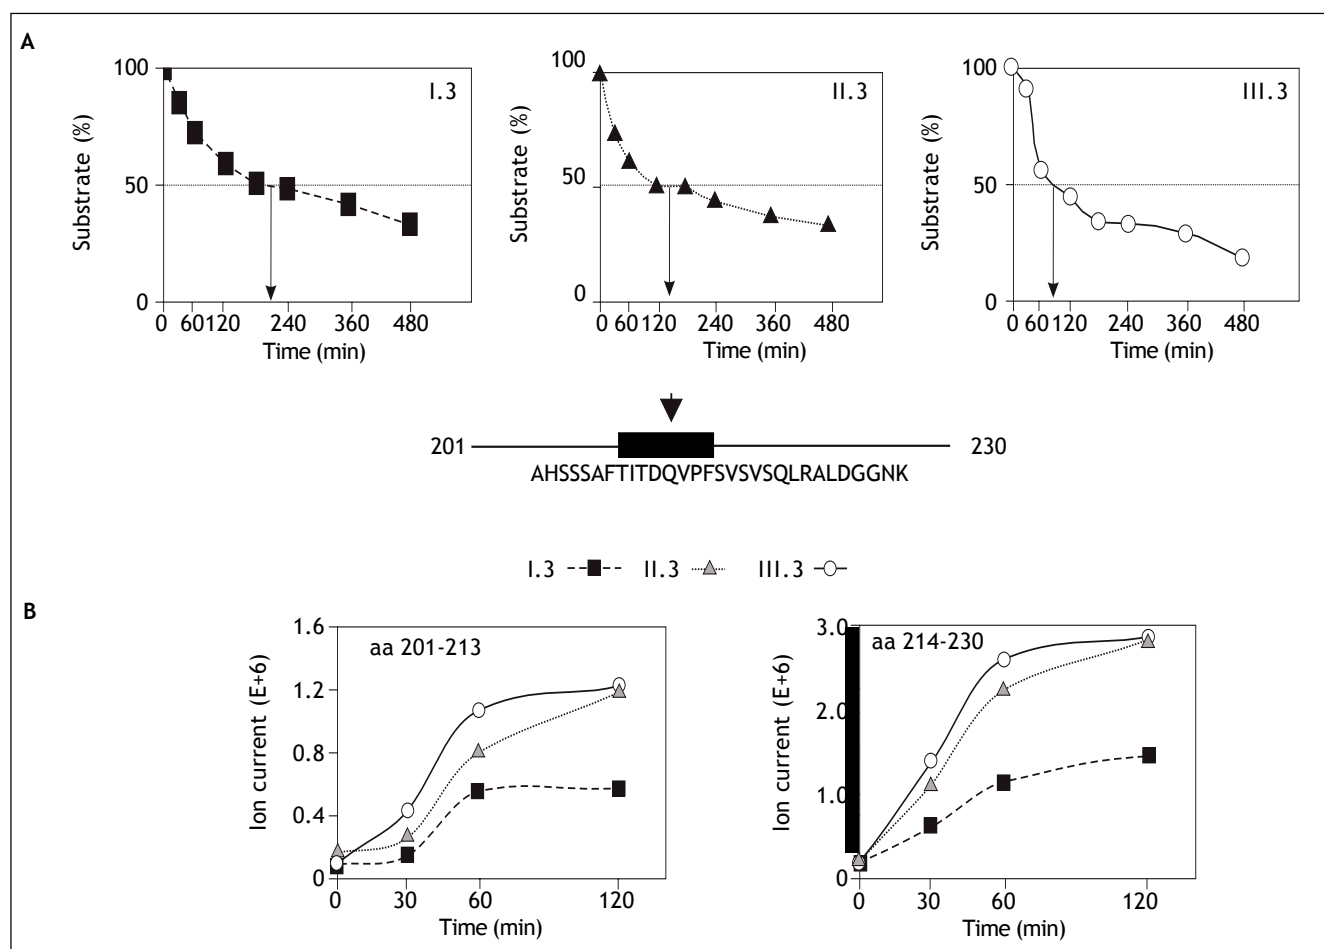 A
100
50
0
Substrate (%)
I.3
0 60 120 240 360 480
Time (min)
100
50
0
Substrate (%)
II.3
0 60 120 240 360 480
Time (min)
100
50
0
Substrate (%)
III.3
0 60 120 240 360 480
Time (min)
201 230
AHSSSAFTITDQVPFSVSVSQLRALDGGNK
I.3 II.3 III.3
B
1.6
1.2
0.8
0.4
0
Ion current (E+6)
aa 201-213
0 30 60 120
Time (min)
3.0
2.0
1.0
0
Ion current (E+6)
aa 214-230
0 30 60 120
Time (min)